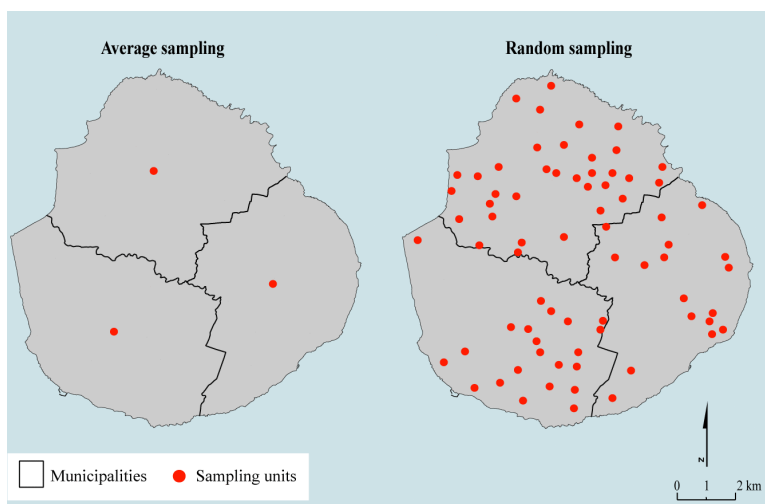 Average sampling
Random sampling
Municipalities
Sampling units
N
0 1 2 km